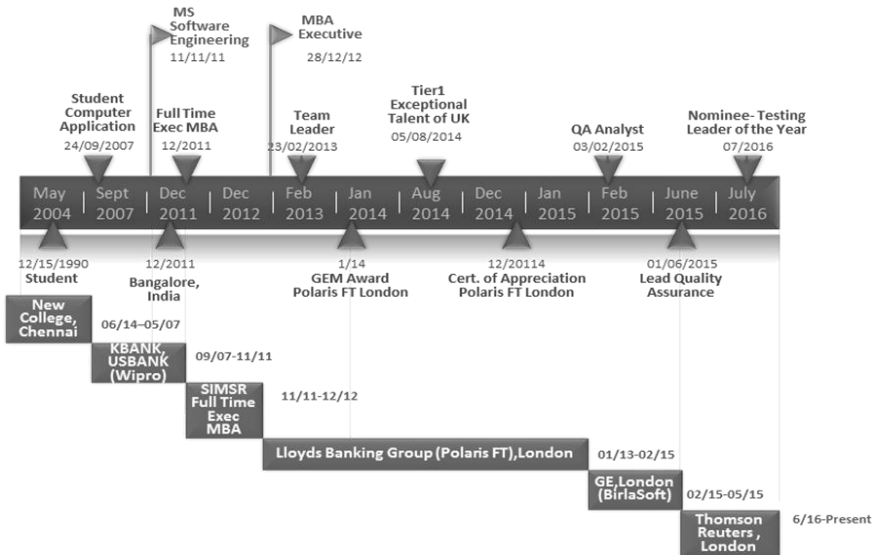 MS
Software
Engineering
11/11/11
MBA
Executive
28/12/12
Student
Computer
Application
24/09/2007
Full Time
Exec MBA
12/2011
Team
Leader
23/02/2013
Tier1
Exceptional
Talent of UK
05/08/2014
QA Analyst
03/02/2015
Nominee- Testing
Leader of the Year
07/2016
May
2004
Sept
2007
Dec
2011
Dec
2012
Feb
2013
Jan
2014
Aug
2014
Dec
2014
Jan
2015
Feb
2015
June
2015
July
2016
12/15/1990
Student
12/2011
Bangalore,
India
1/14
GEM Award
Polaris FT London
12/20114
Cert. of Appreciation
Polaris FT London
01/06/2015
Lead Quality
Assurance
New
College,
Chennai
06/14–05/07
KBANK,
USBANK
(Wipro)
09/07-11/11
SIMSR
Full Time
Exec
MBA
11/11-12/12
Lloyds Banking Group (Polaris FT),London
01/13-02/15
GE,London
(BirlaSoft)
02/15-05/15
Thomson
Reuters ,
London
6/16-Present